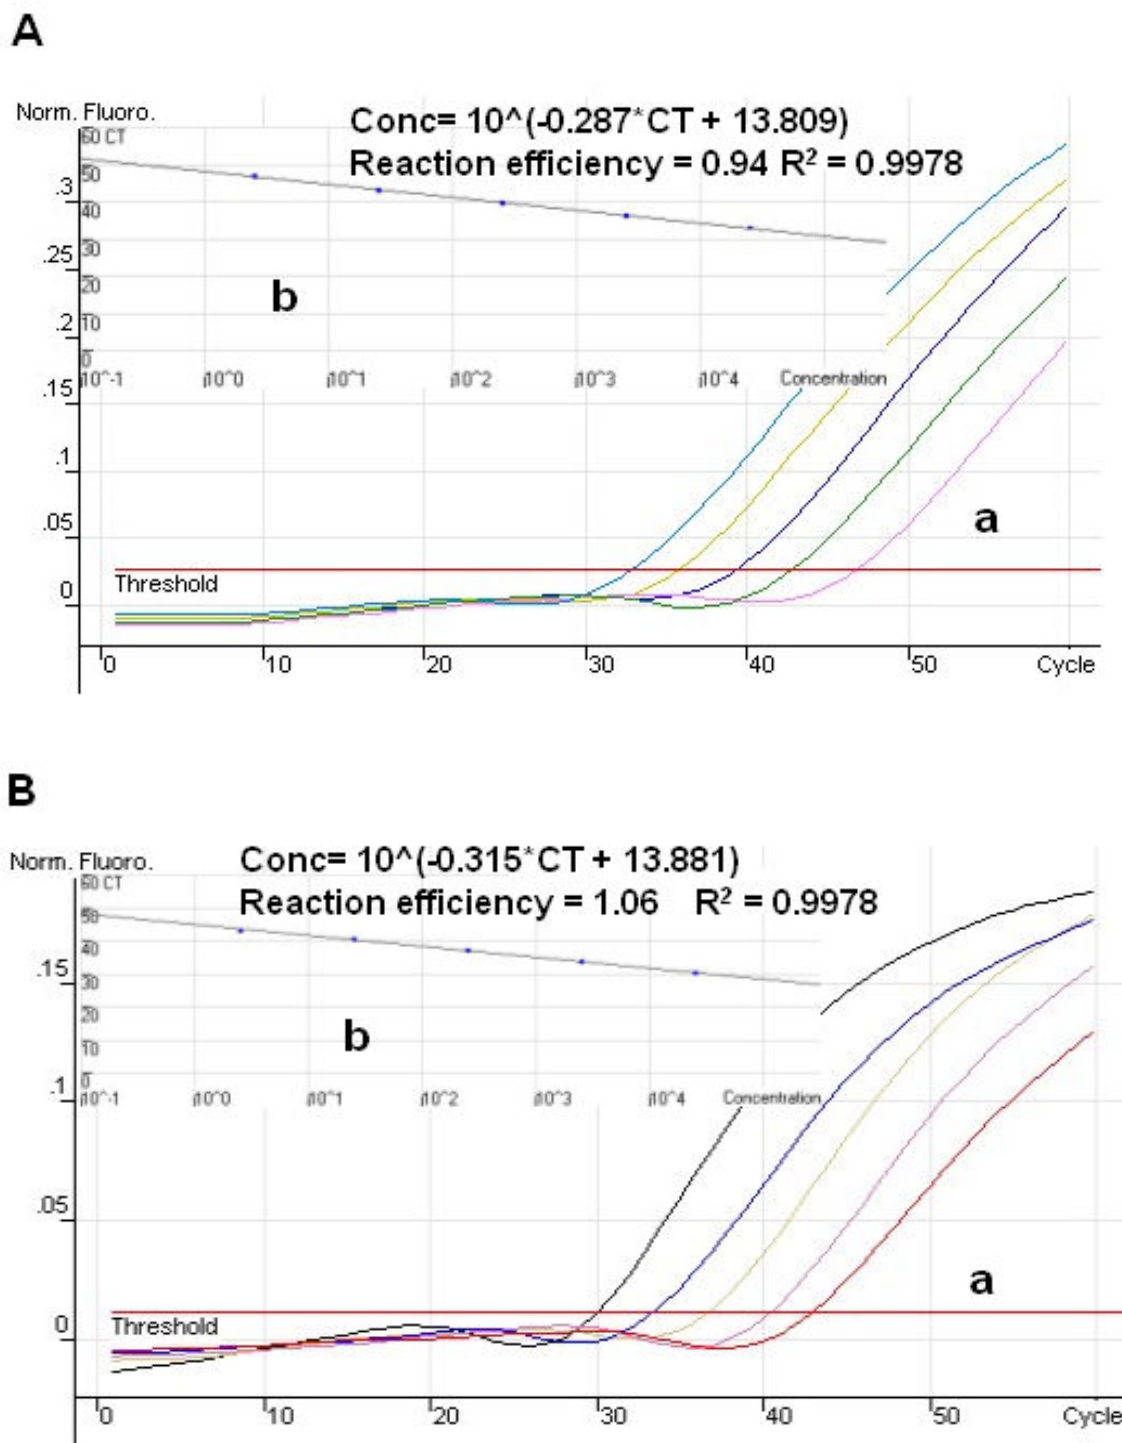 A
Norm. Fluoro.
Conc= 10^(-0.287*CT + 13.809)
Reaction efficiency = 0.94 R² = 0.9978
60 CT
50
40
30
20
10
0
10^-1 10^0 10^1 10^2 10^3 10^4 Concentration
b
.3
.25
.2
.15
.1
.05
0
a
Threshold
0 10 20 30 40 50 Cycle
B
Norm. Fluoro.
Conc= 10^(-0.315*CT + 13.881)
Reaction efficiency = 1.06 R² = 0.9978
60 CT
50
40
30
20
10
0
10^-1 10^0 10^1 10^2 10^3 10^4 Concentration
b
.15
.1
.05
0
a
Threshold
0 10 20 30 40 50 Cycle